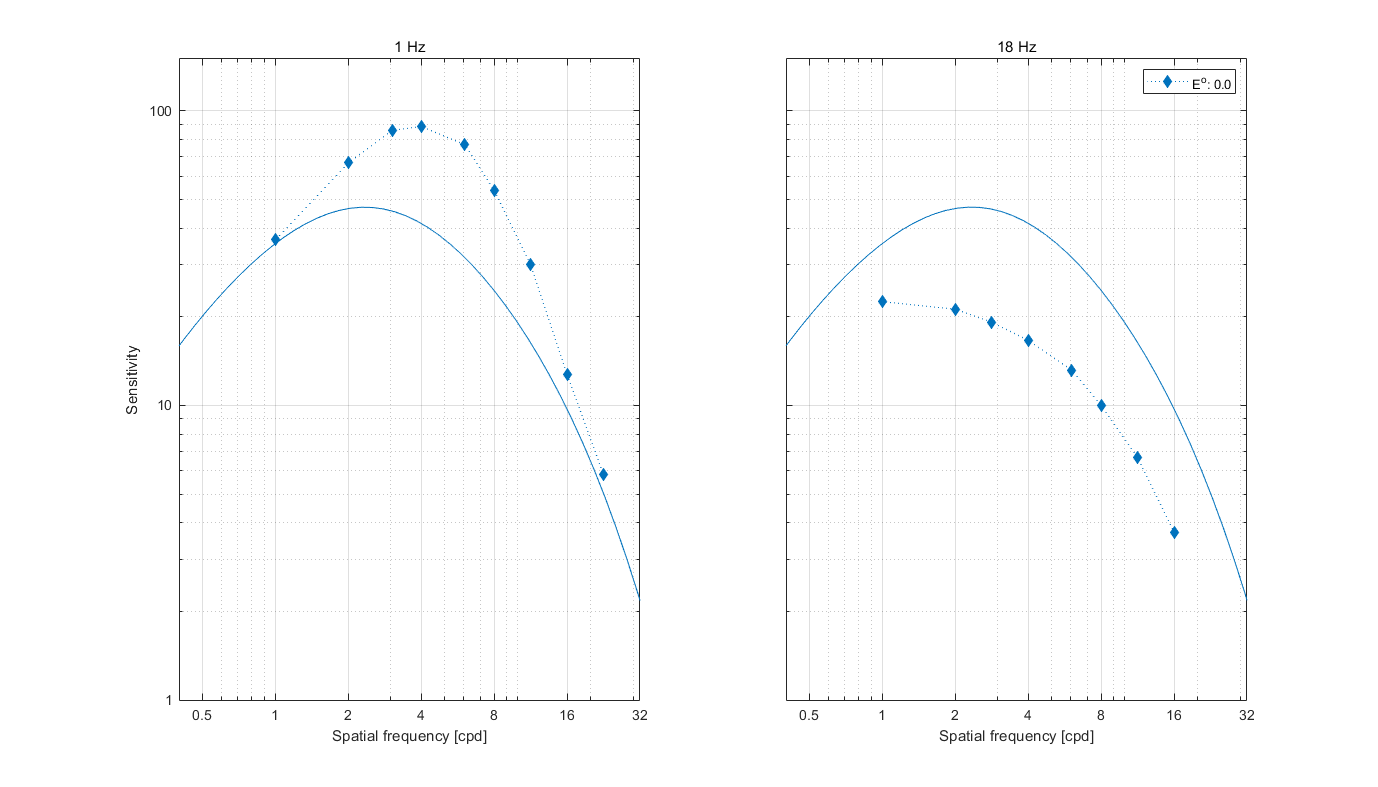 1 Hz
100
10
1
Sensitivity
0.5 1 2 4 8 16 32
Spatial frequency [cpd]
18 Hz
E°: 0.0
0.5 1 2 4 8 16 32
Spatial frequency [cpd]